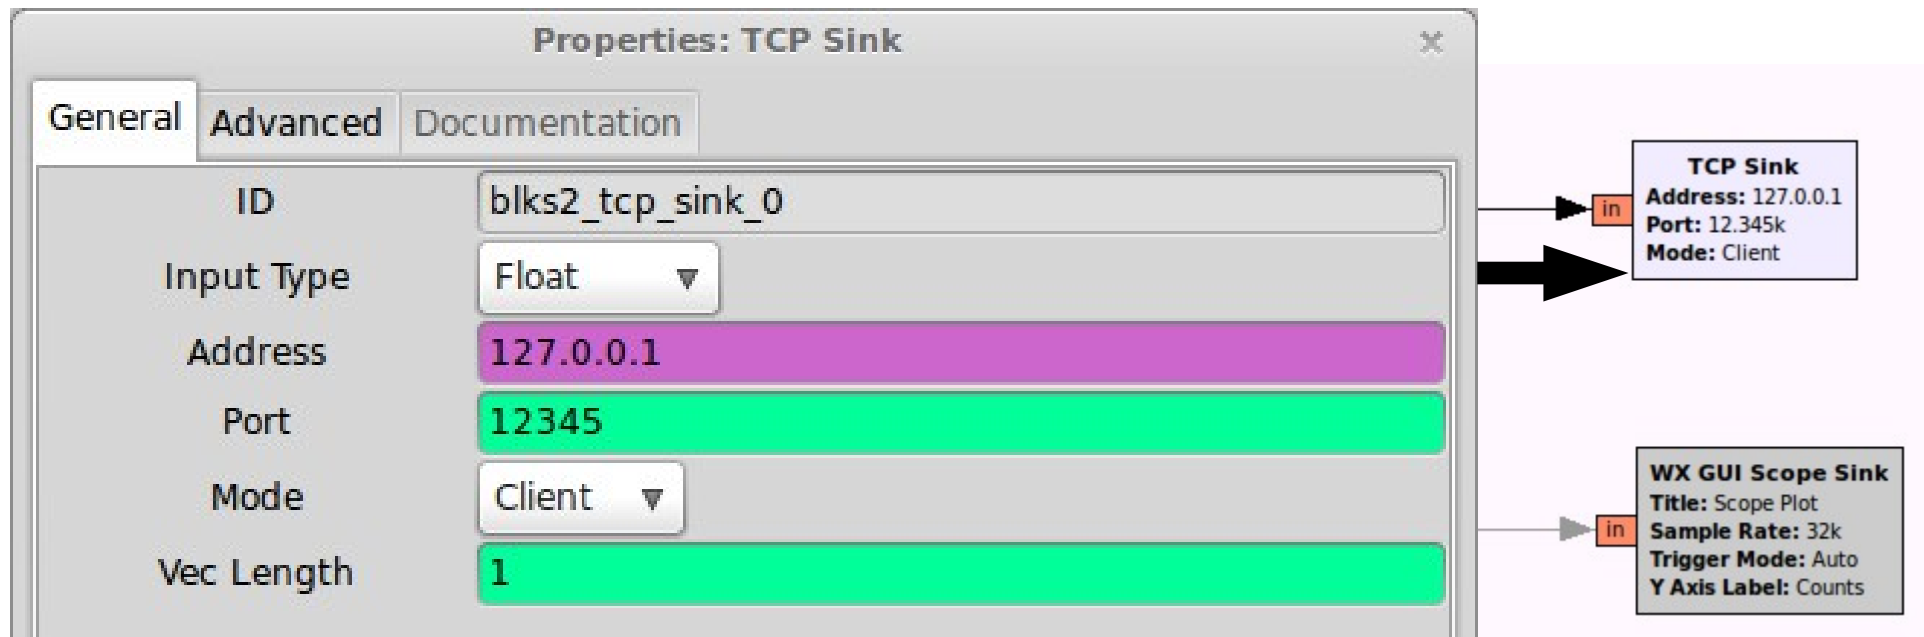 Properties: TCP Sink
General Advanced Documentation
ID blks2_tcp_sink_0
Input Type Float
Address 127.0.0.1
Port 12345
Mode Client
Vec Length 1
TCP Sink
in
Address: 127.0.0.1
Port: 12.345k
Mode: Client
WX GUI Scope Sink
Title: Scope Plot
in
Sample Rate: 32k
Trigger Mode: Auto
Y Axis Label: Counts